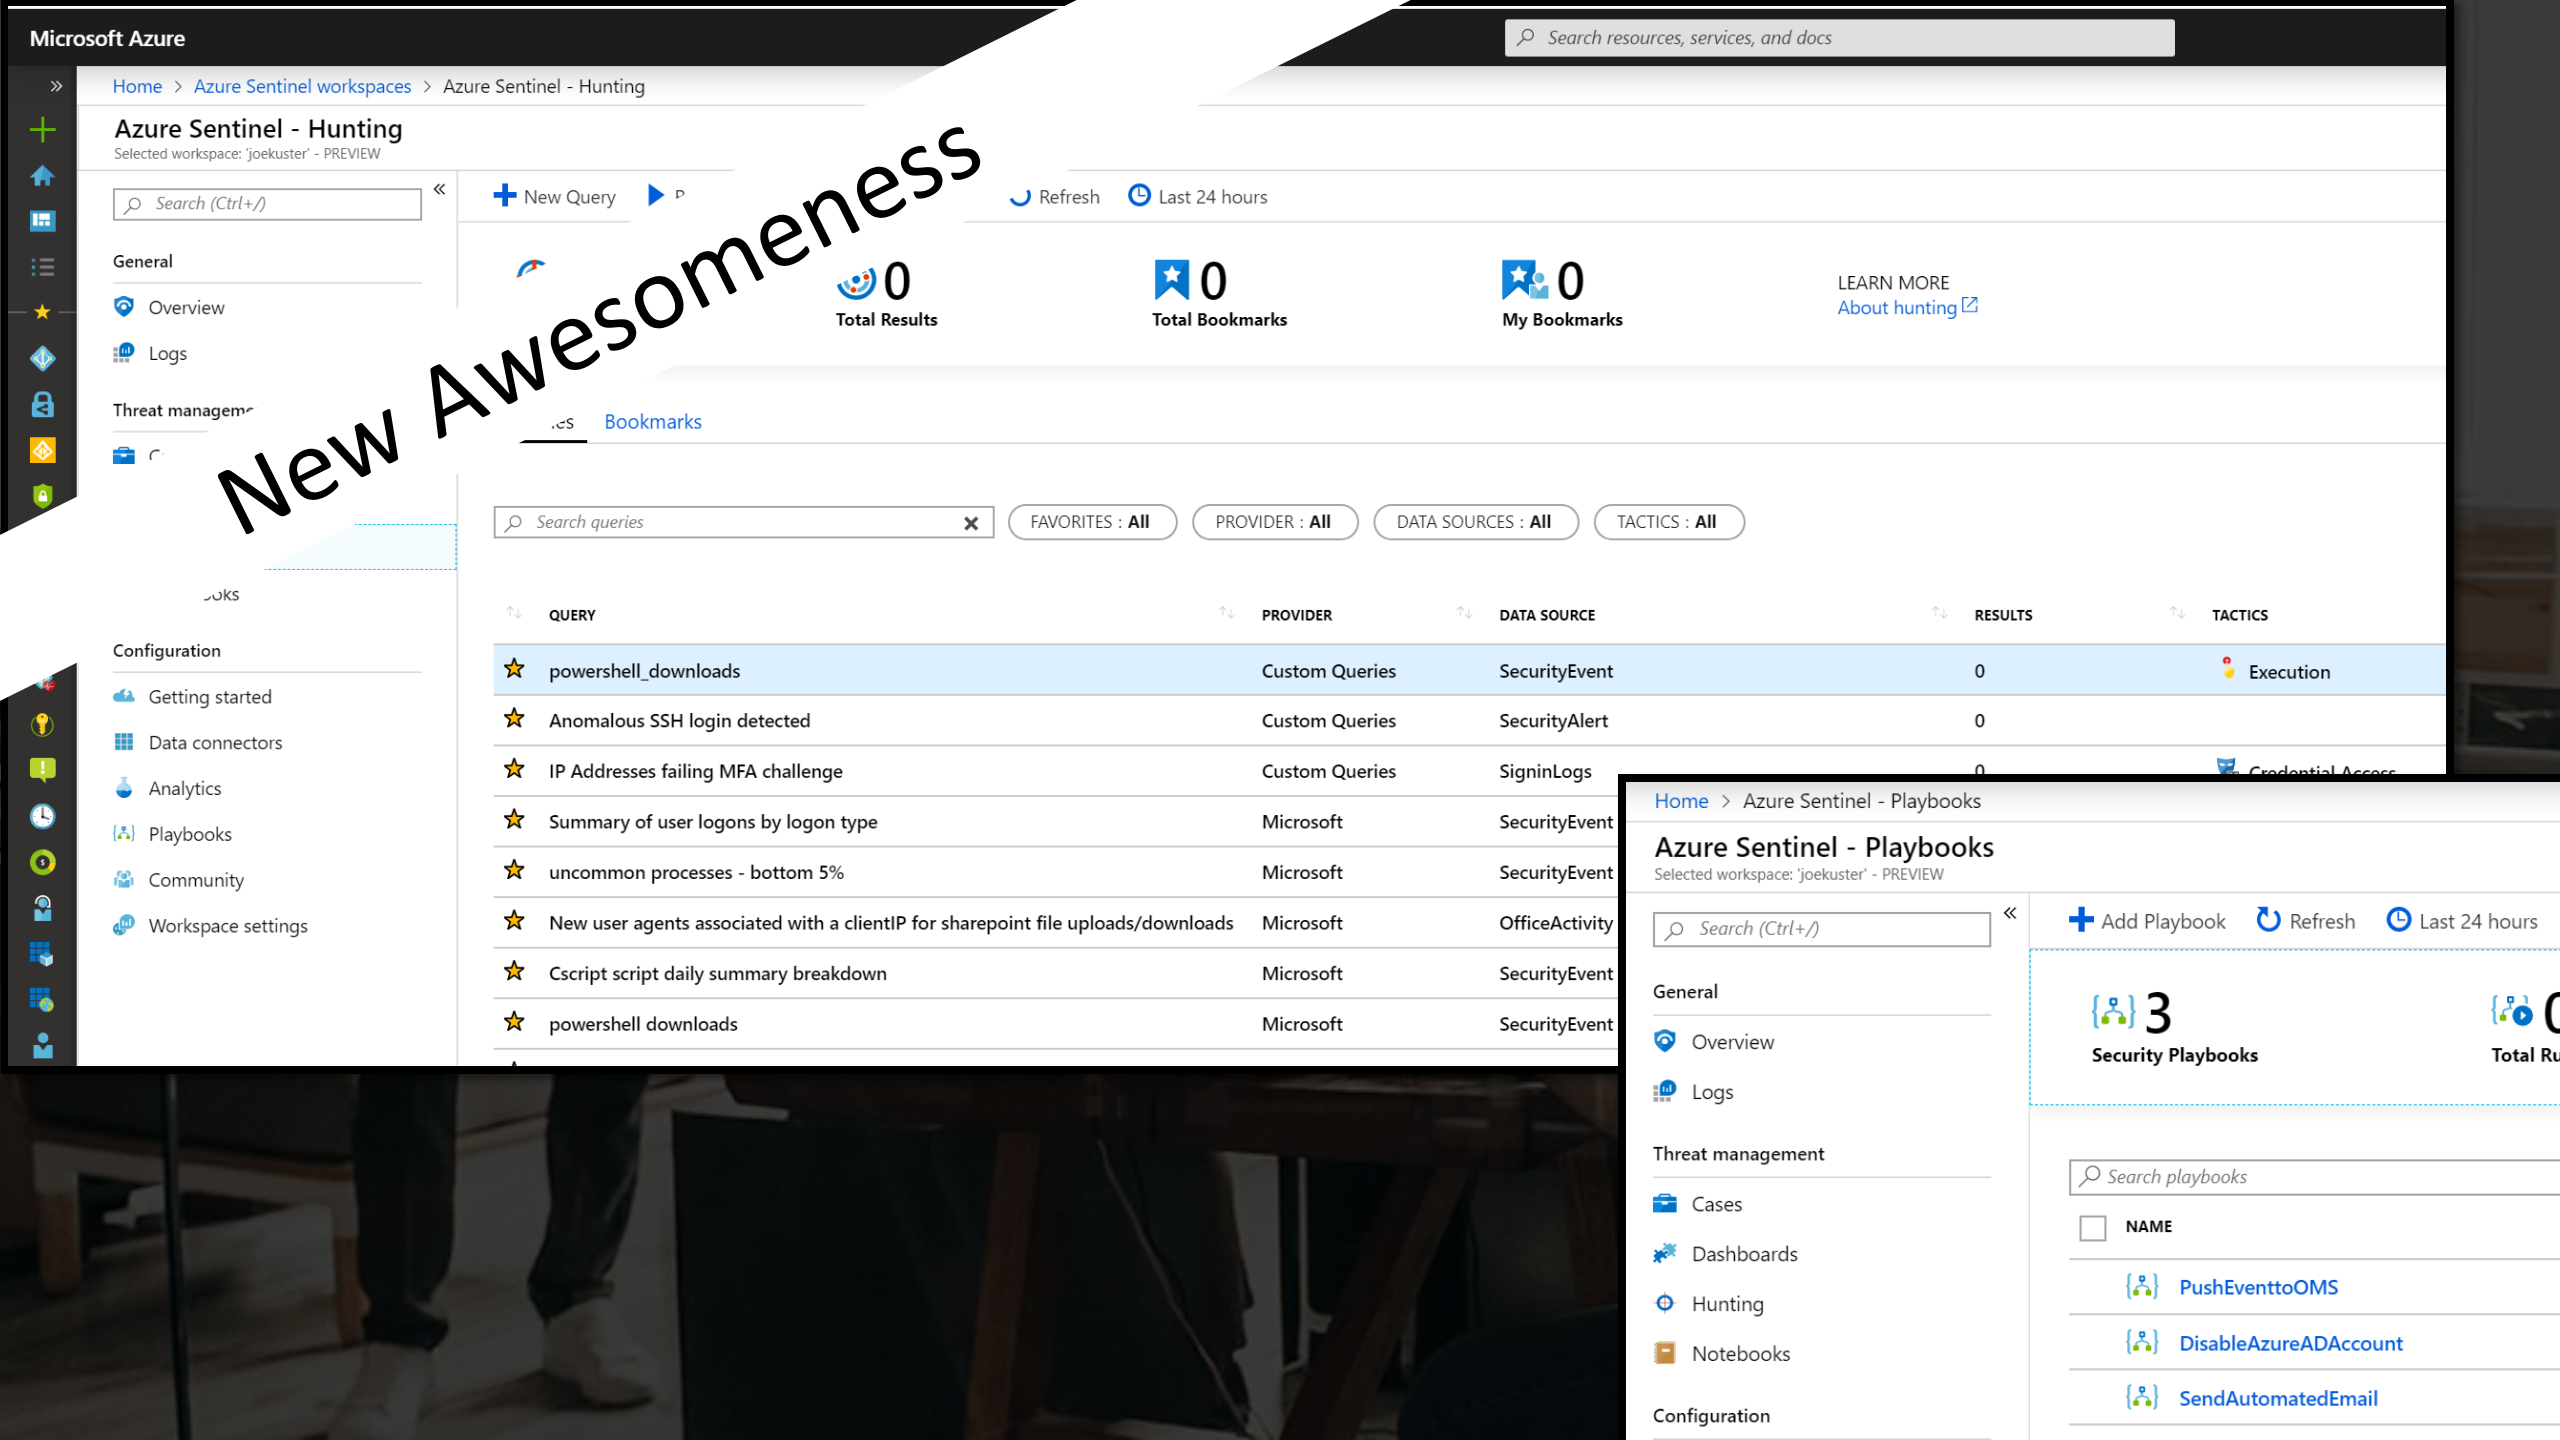 Microsoft Azure
Search resources, services, and docs
Home > Azure Sentinel workspaces > Azure Sentinel - Hunting
Azure Sentinel - Hunting
Selected workspace: 'joekuster' - PREVIEW
New Awesomeness
Search (Ctrl+/)
General
Overview
Logs
Threat manageme
Configuration
Getting started
Data connectors
Analytics
Playbooks
Community
Workspace settings
New Query
Refresh
Last 24 hours
0
Total Results
0
Total Bookmarks
0
My Bookmarks
LEARN MORE
About hunting
Bookmarks
Search queries
FAVORITES : All
PROVIDER : All
DATA SOURCES : All
TACTICS : All
QUERY PROVIDER DATA SOURCE RESULTS TACTICS
powershell_downloads Custom Queries SecurityEvent 0 Execution
Anomalous SSH login detected Custom Queries SecurityAlert 0
IP Addresses failing MFA challenge Custom Queries SigninLogs 0 Credential Access
Summary of user logons by logon type Microsoft SecurityEvent
uncommon processes - bottom 5% Microsoft SecurityEvent
New user agents associated with a clientIP for sharepoint file uploads/downloads Microsoft OfficeActivity
Cscript script daily summary breakdown Microsoft SecurityEvent
powershell downloads Microsoft SecurityEvent
Home > Azure Sentinel - Playbooks
Azure Sentinel - Playbooks
Selected workspace: 'joekuster' - PREVIEW
Search (Ctrl+/)
General
Overview
Logs
Threat management
Cases
Dashboards
Hunting
Notebooks
Configuration
Add Playbook
Refresh
Last 24 hours
3
Security Playbooks
0
Total Ru
Search playbooks
NAME
PushEventtoOMS
DisableAzureADAccount
SendAutomatedEmail